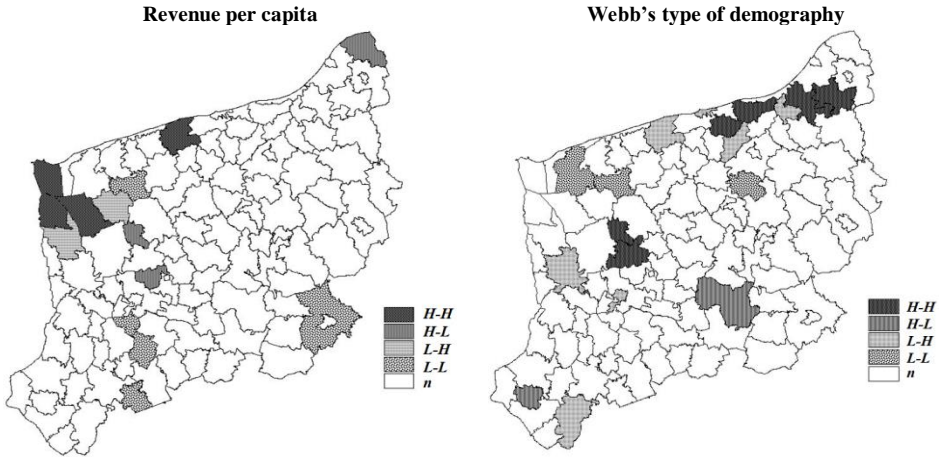 Revenue per capita
Webb's type of demography
H-H
H-L
L-H
L-L
n
H-H
H-L
L-H
L-L
n